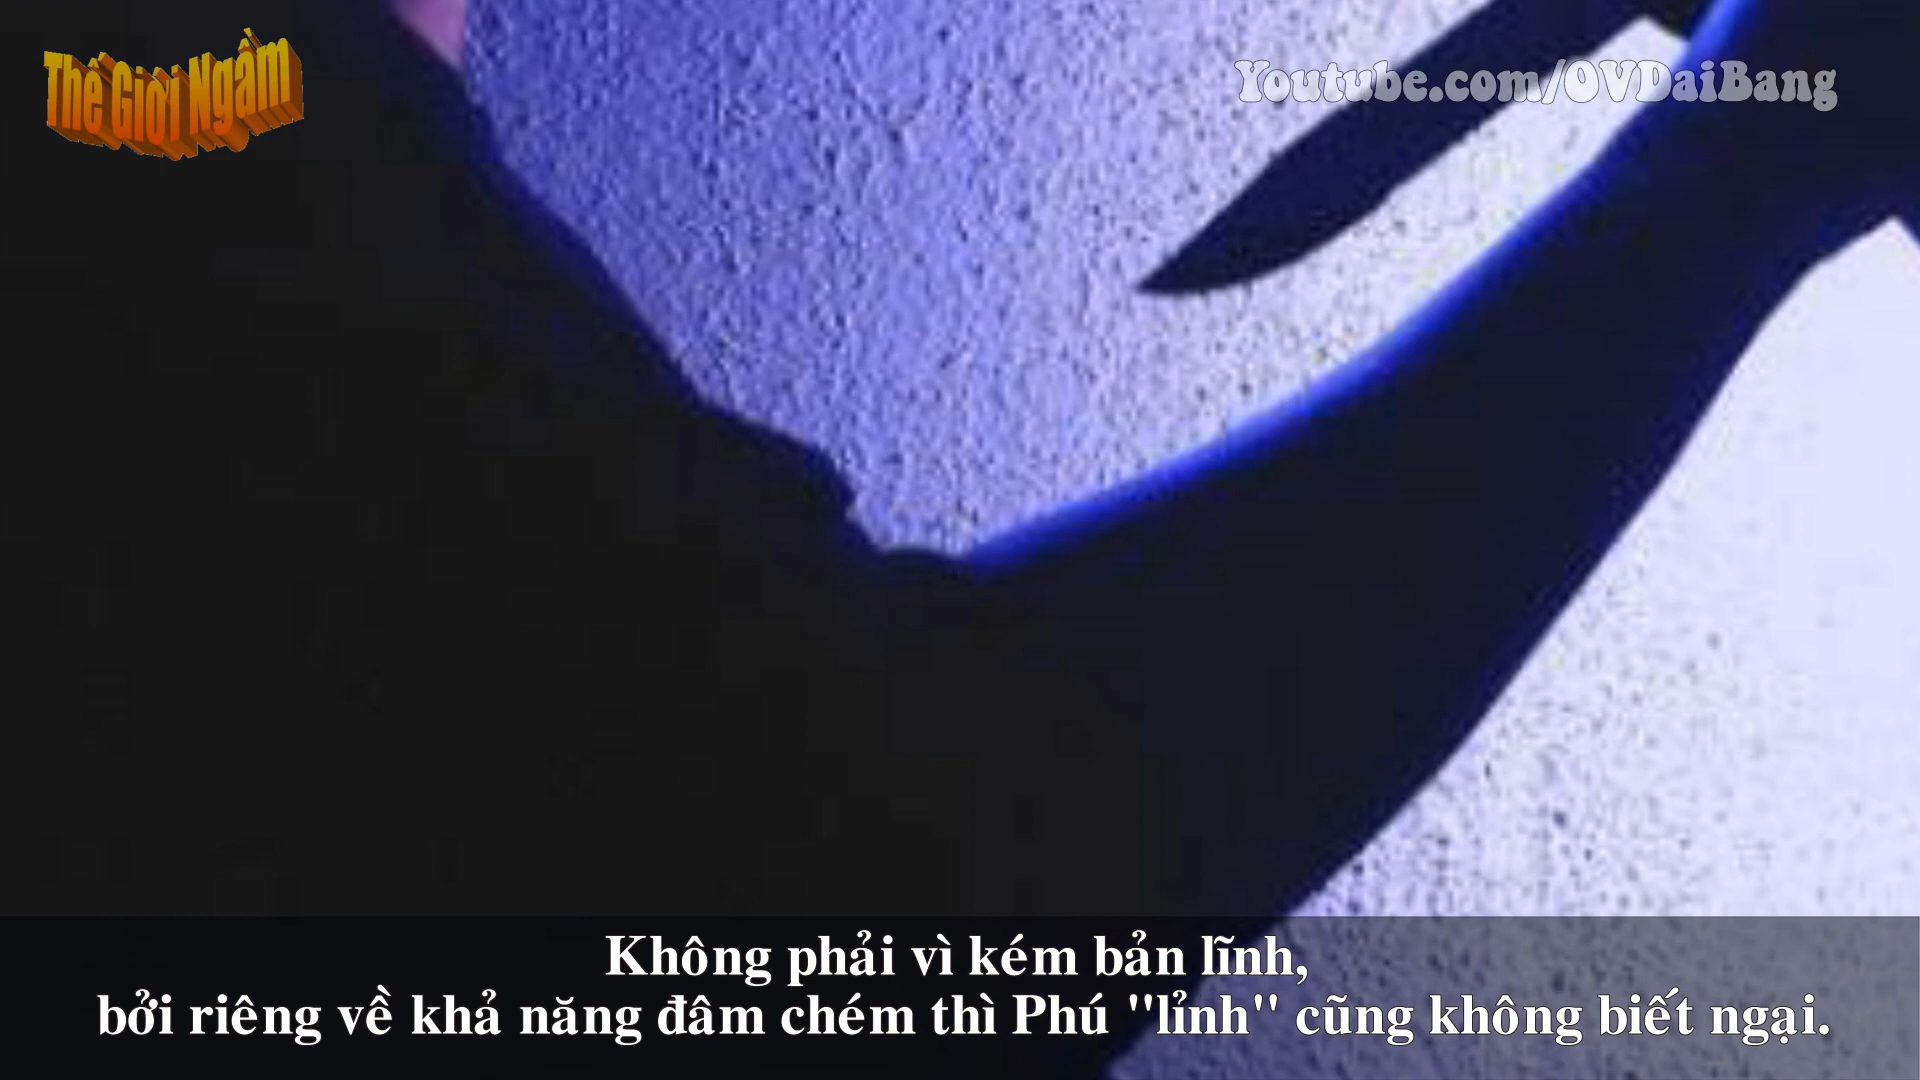 Thế Giới Ngầm
Youtube.com/OVDaiBang
Không phải vì kém bản lĩnh,
bởi riêng về khả năng đâm chém thì Phú "lỉnh" cũng không biết ngại.